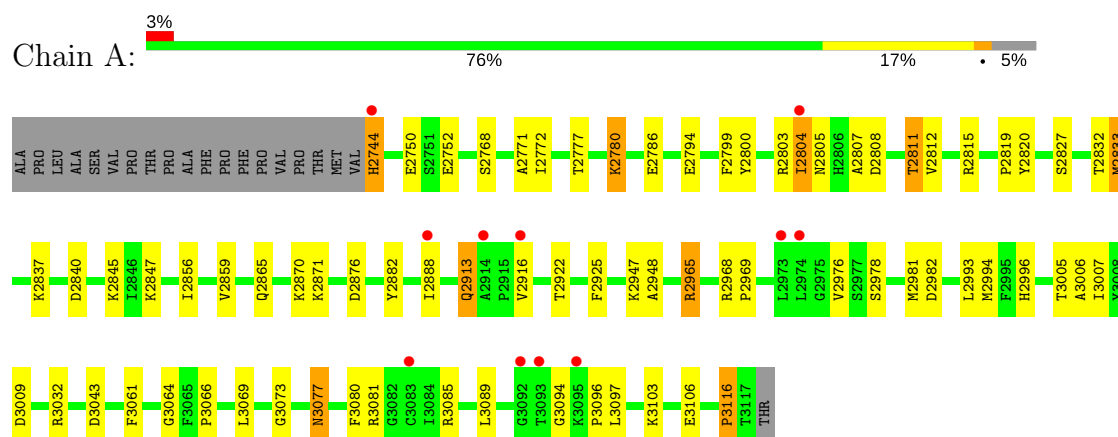 3%
Chain A:
76% 17% • 5%
ALA PRO LEU ALA SER VAL PRO THR PRO ALA PHE PRO PHE PRO VAL PRO THR MET VAL H2744 E2750 S2751 E2752 S2768 A2771 I2772 T2777 K2780 E2786 E2794 F2799 Y2800 R2803 I2804 N2805 H2806 A2807 D2808 T2811 V2812 R2815 P2819 Y2820 S2827 T2832
K2837 D2840 K2845 I2846 K2847 I2856 V2859 Q2865 K2870 K2871 D2876 Y2882 I2888 Q2913 A2914 P2915 V2916 T2922 F2925 K2947 A2948 R2965 R2968 P2969 L2973 L2974 G2975 V2976 S2977 S2978 M2981 D2982 L2993 M2994 F2995 H2996 T3005 A3006 I3007
D3009 R3032 D3043 F3061 G3064 F3065 P3066 L3069 G3073 N3077 F3080 R3081 G3082 C3083 I3084 R3085 L3089 G3092 T3093 G3094 K3095 P3096 L3097 K3103 E3106 P3116 T3117 THR